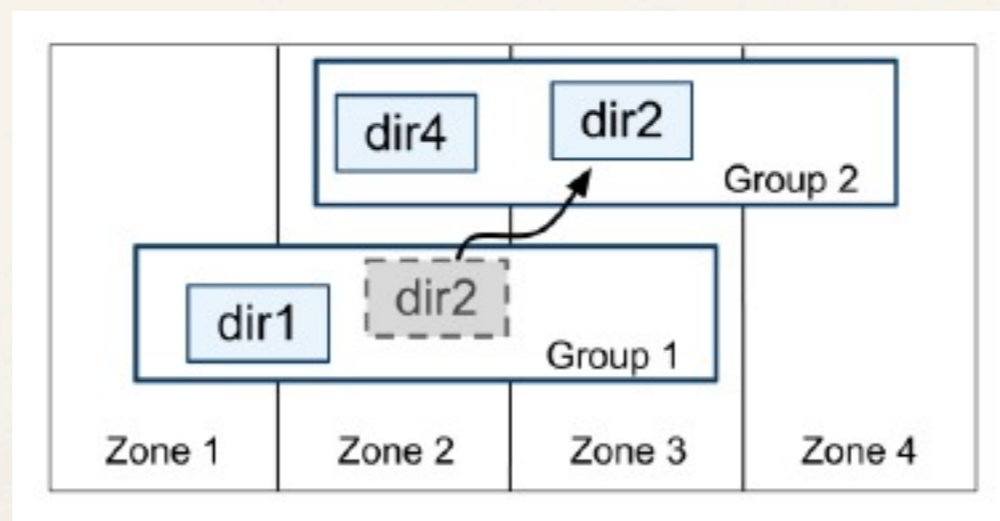 dir4
dir2
Group 2
dir2
dir1
Group 1
Zone 1
Zone 2
Zone 3
Zone 4